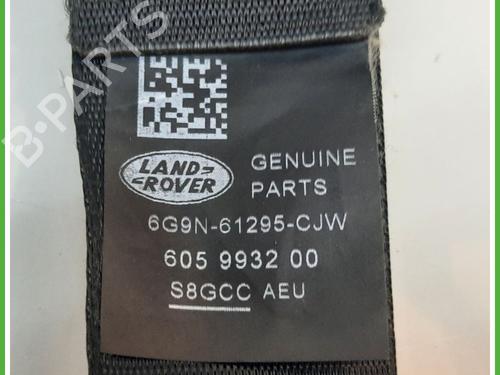 LAND-
-ROVER
GENUINE
PARTS
6G9N-61295-CJW
605 9932 00
S8GCC AEU
B-PARTS